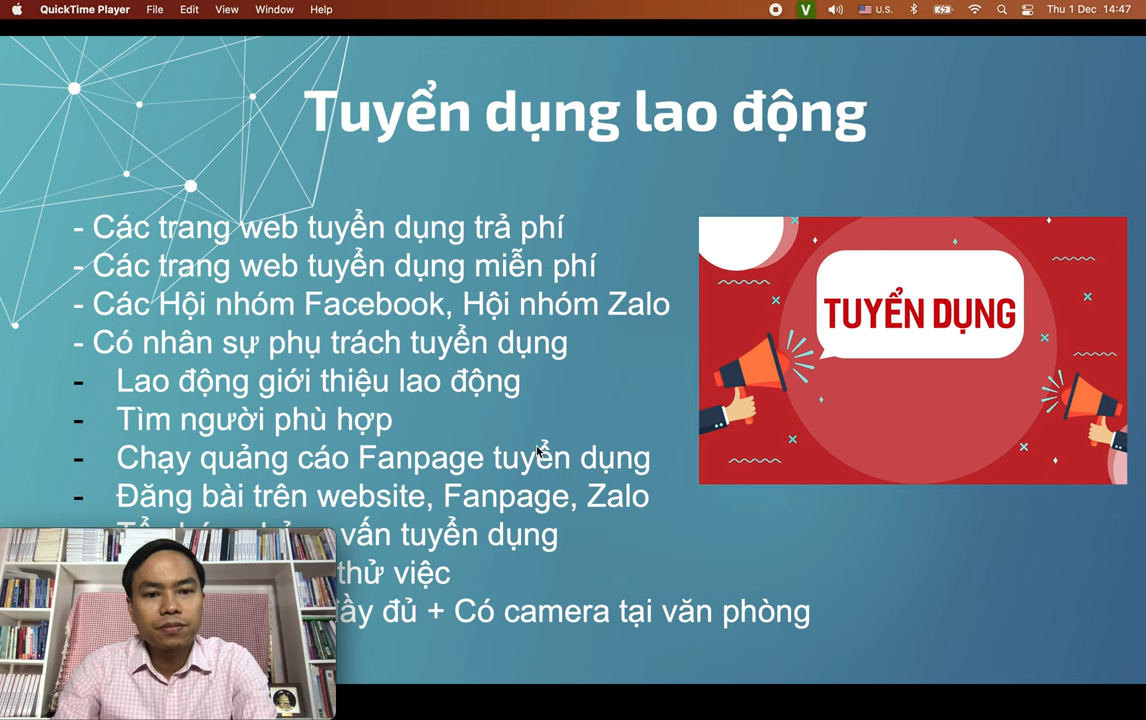 QuickTime Player File Edit View Window Help V U.S. Thu 1 Dec 14:47
Tuyển dụng lao động
- Các trang web tuyển dụng trả phí
- Các trang web tuyển dụng miễn phí
- Các Hội nhóm Facebook, Hội nhóm Zalo
- Có nhân sự phụ trách tuyển dụng
- Lao động giới thiệu lao động
- Tìm người phù hợp
- Chạy quảng cáo Fanpage tuyển dụng
- Đăng bài trên website, Fanpage, Zalo
vấn tuyển dụng
thử việc
đầy đủ + Có camera tại văn phòng
TUYỂN DỤNG